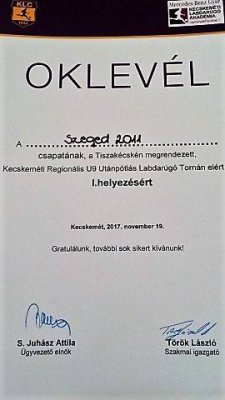 KLC
Mercedes-Benz Gyár
KECSKEMÉTI
LABDARÚGÓ
AKADÉMIA
OKLEVÉL
A Szeged 2011
csapatának, a Tiszakécskén megrendezett,
Kecskeméti Regionális U9 Utánpótlás Labdarúgó Tornán elért
I.helyezésért
Kecskemét, 2017. november 19.
Gratulálunk, további sok sikert kívánunk!
S. Juhász Attila
Ügyvezető elnök
Török László
Szakmai igazgató